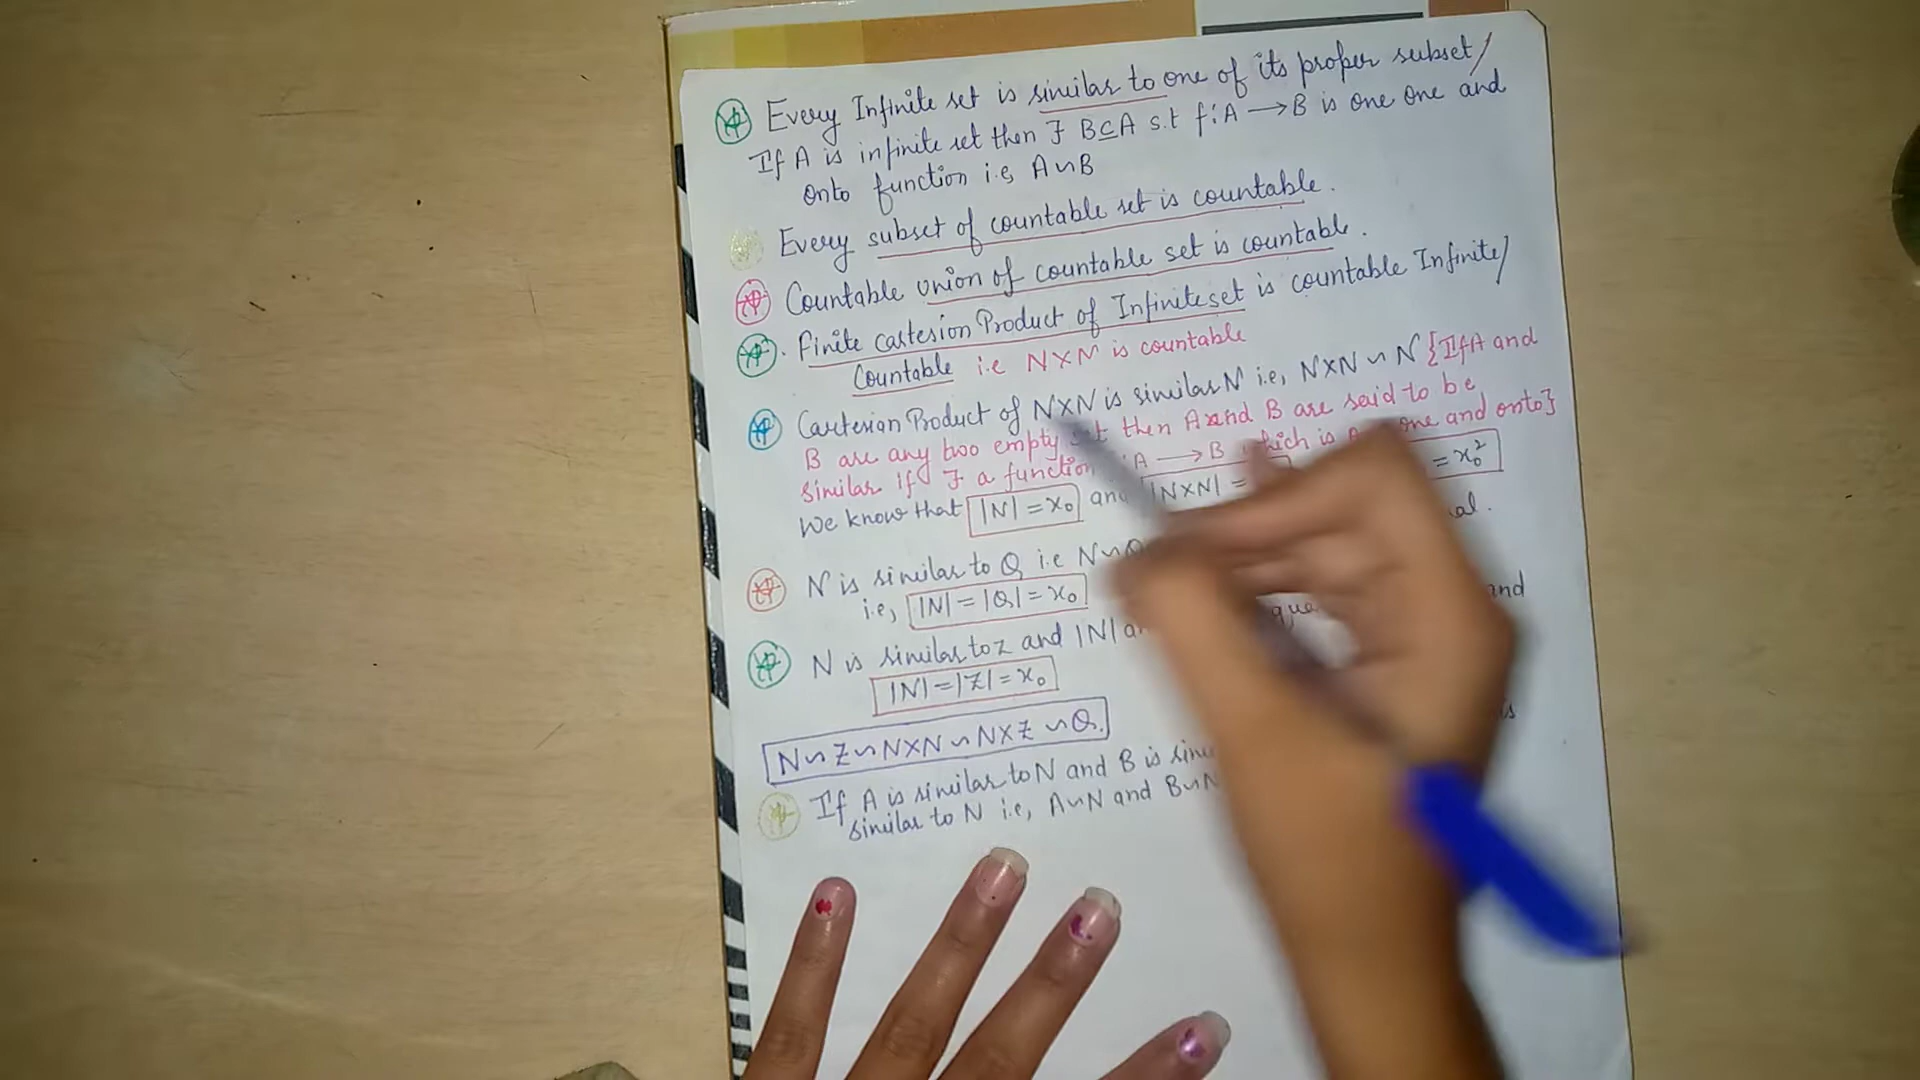 Every Infinite set is similar to one of its proper subset/
If A is infinite set then ∃ B⊆A s.t f:A → B is one one and
onto function i.e, A∽B
Every subset of countable set is countable.
Countable union of countable set is countable.
Finite cartesion Product of Infinite set is countable Infinite/
Countable i.e N×N is countable
Cartesian Product of N×N is similar N i.e, N×N ∽ N {If A and
B are any two empty then A and B are said to be
similar if ∃ a function A → B which is one and onto}
We know that |N| = x₀ and |N×N| = = x₀²
al.
N is similar to Q i.e N∽Q
i.e, |N| = |Q| = x₀
N is similar to z and |N| and
|N| = |Z| = x₀
N ∽ Z ∽ N×N ∽ N×Z ∽ Q.
If A is similar to N and B is is
similar to N i.e, A∽N and B∽N